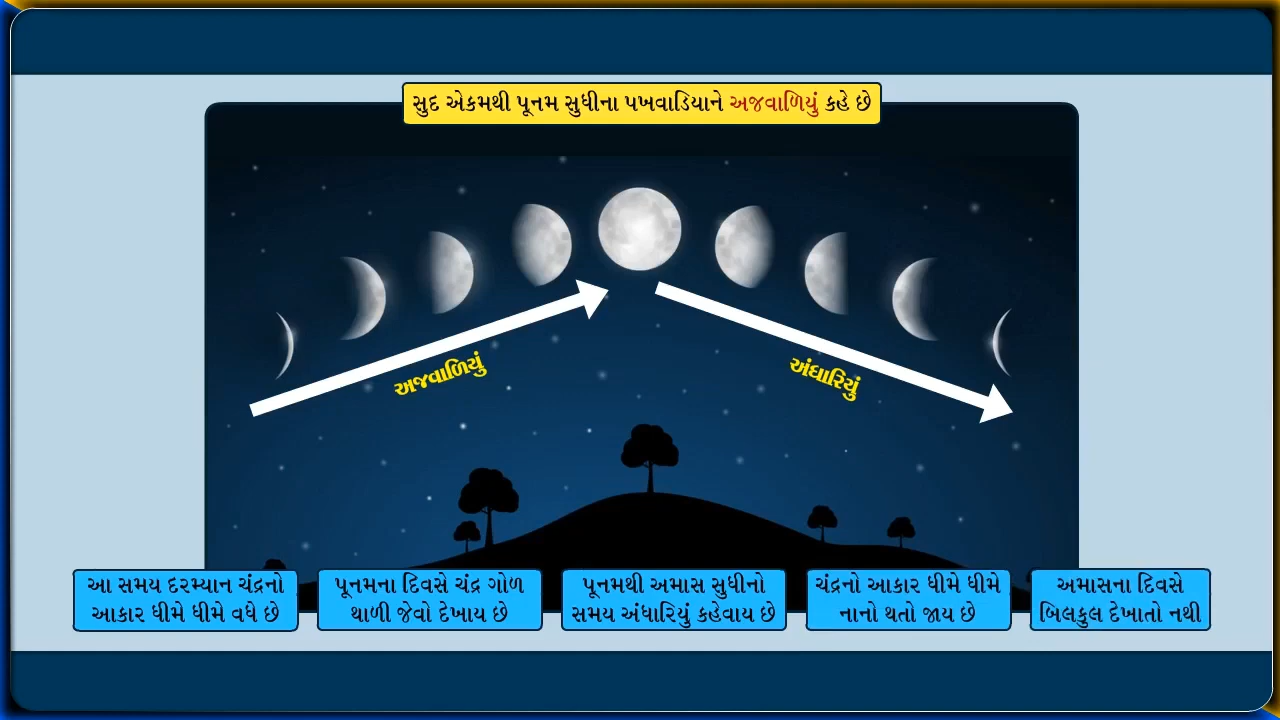 સુદ એકમથી પૂનમ સુધીના પખવાડિયાને અજવાળિયું કહે છે
અજવાળિયું
અંધારિયું
આ સમય દરમ્યાન ચંદ્રનો
આકાર ધીમે ધીમે વધે છે
પૂનમના દિવસે ચંદ્ર ગોળ
થાળી જેવો દેખાય છે
પૂનમથી અમાસ સુધીનો
સમય અંધારિયું કહેવાય છે
ચંદ્રનો આકાર ધીમે ધીમે
નાનો થતો જાય છે
અમાસના દિવસે
બિલકુલ દેખાતો નથી